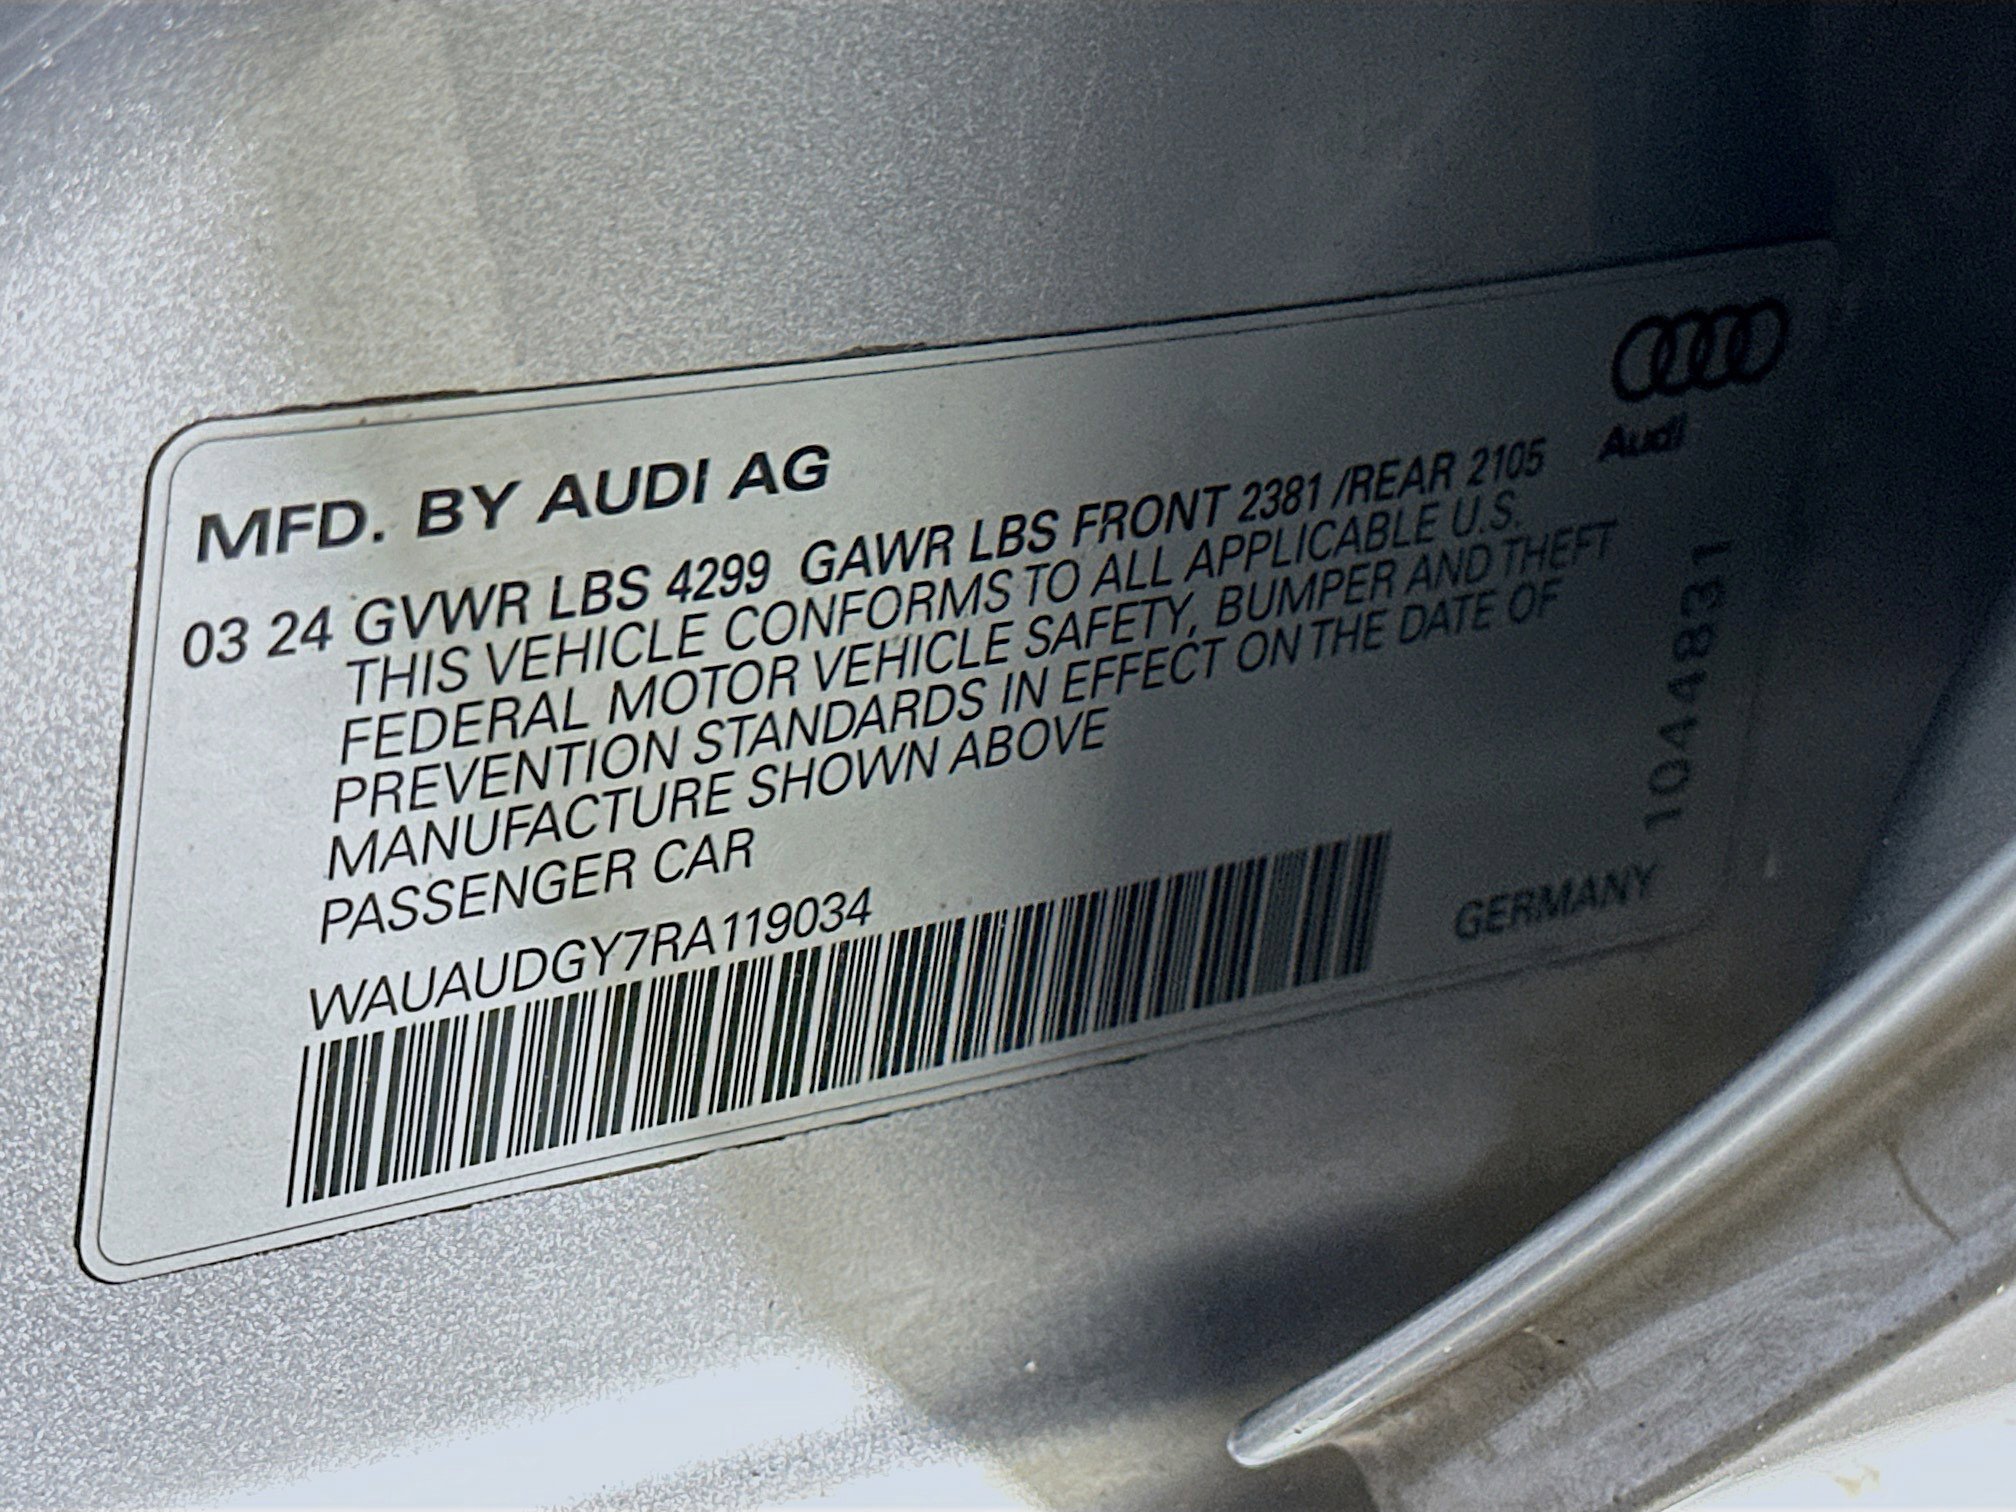 Audi
MFD. BY AUDI AG
03 24 GVWR LBS 4299 GAWR LBS FRONT 2381 /REAR 2105
THIS VEHICLE CONFORMS TO ALL APPLICABLE U.S.
FEDERAL MOTOR VEHICLE SAFETY, BUMPER AND THEFT
PREVENTION STANDARDS IN EFFECT ON THE DATE OF
MANUFACTURE SHOWN ABOVE
PASSENGER CAR
WAUAUDGY7RA119034
GERMANY
1044831